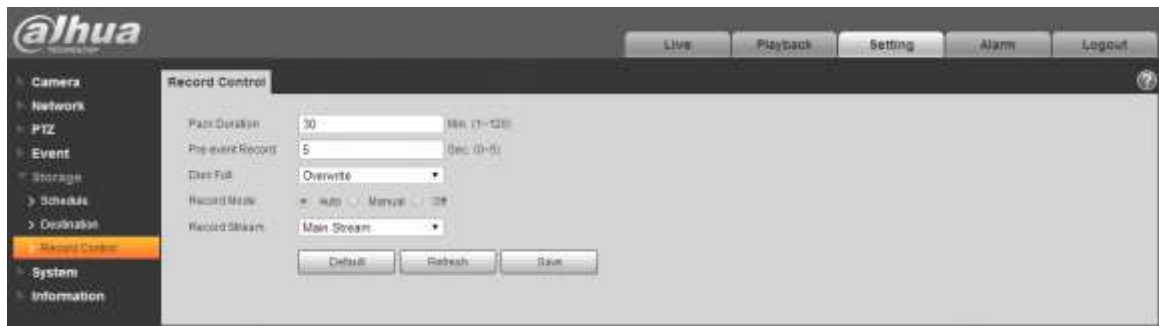 alhua
TECHNOLOGY
Live Playback Setting Alarm Logout
Camera
Network
PTZ
Event
Storage
Schedule
Destination
Record Control
System
Information
Record Control
Pack Duration 30 Min. (1~120)
Pre-event Record 5 Sec. (0~5)
Disk Full Overwrite
Record Mode Auto Manual Off
Record Stream Main Stream
Default Refresh Save